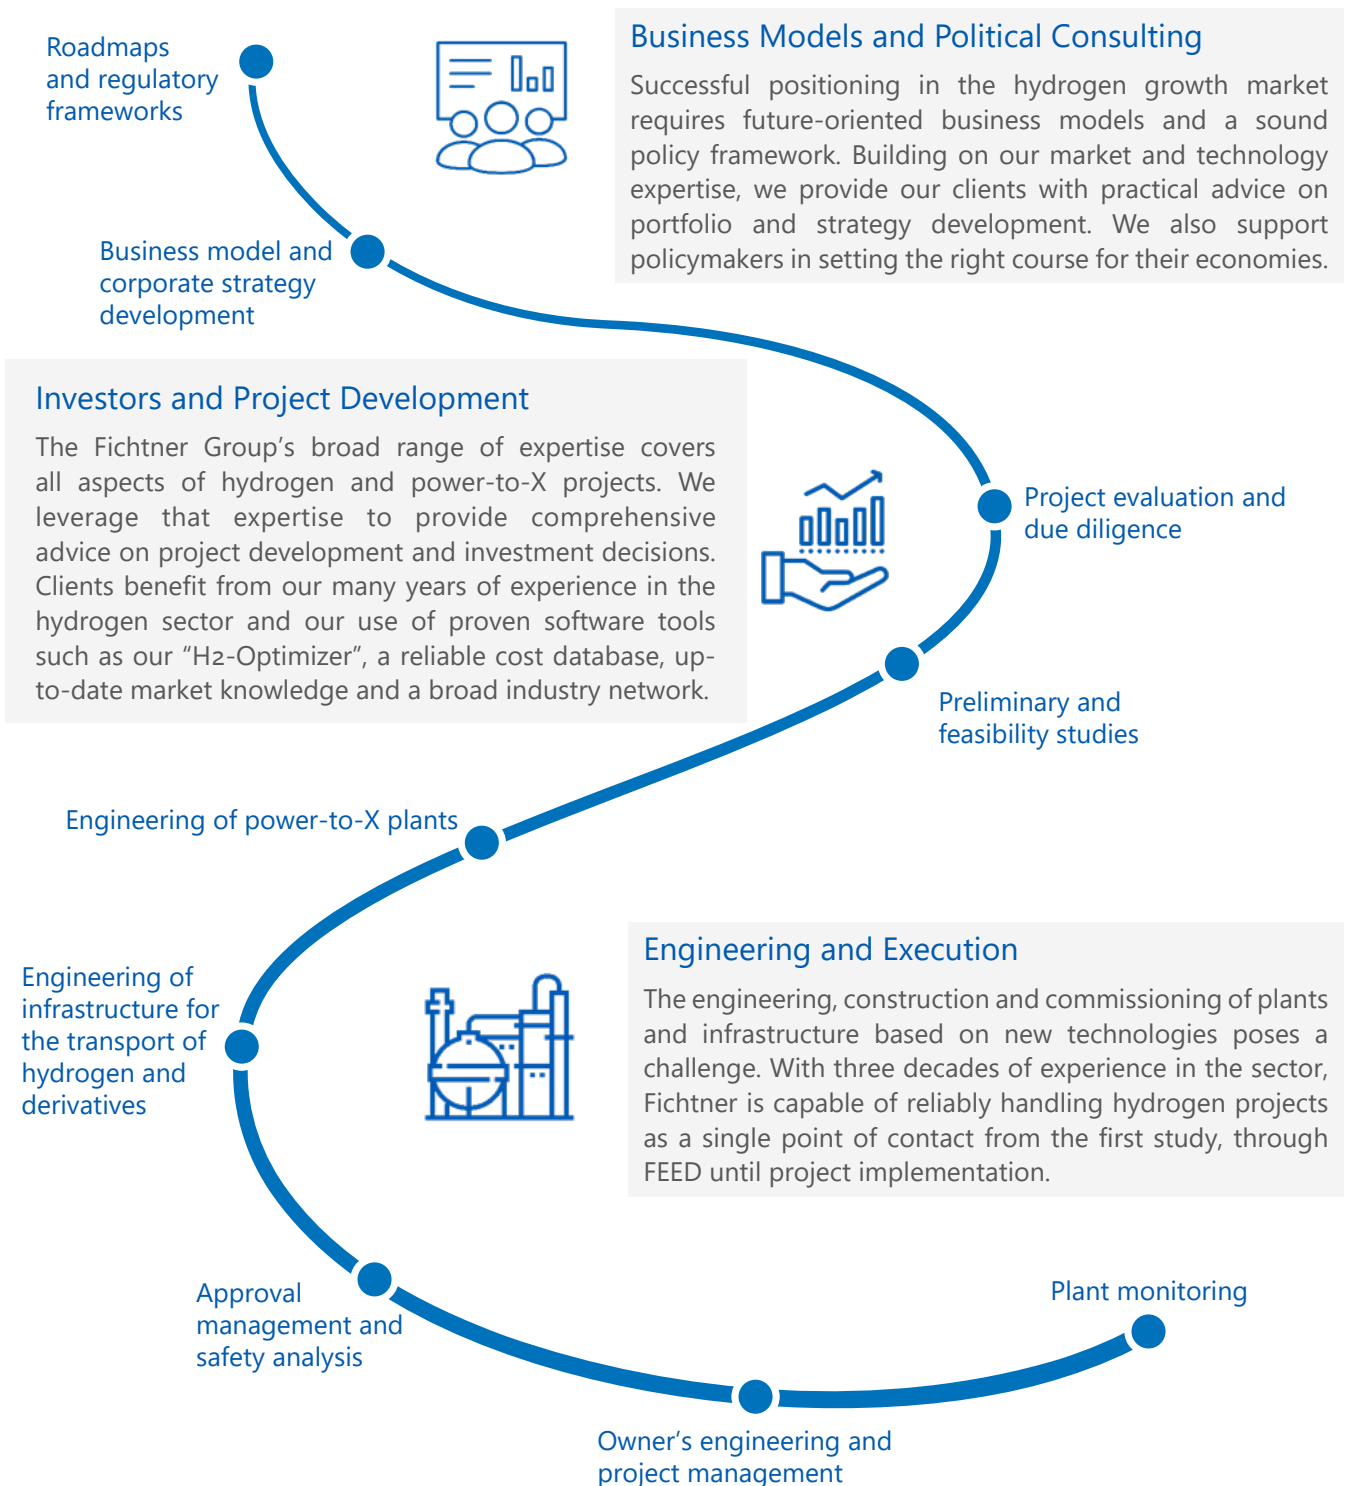 Roadmaps
and regulatory
frameworks
Business Models and Political Consulting
Successful positioning in the hydrogen growth market
requires future-oriented business models and a sound
policy framework. Building on our market and technology
expertise, we provide our clients with practical advice on
portfolio and strategy development. We also support
policymakers in setting the right course for their economies.
Business model and
corporate strategy
development
Investors and Project Development
The Fichtner Group's broad range of expertise covers
all aspects of hydrogen and power-to-X projects. We
leverage that expertise to provide comprehensive
advice on project development and investment decisions.
Clients benefit from our many years of experience in the
hydrogen sector and our use of proven software tools
such as our “H2-Optimizer”, a reliable cost database, up-
to-date market knowledge and a broad industry network.
Project evaluation and
due diligence
Preliminary and
feasibility studies
Engineering of power-to-X plants
Engineering and Execution
The engineering, construction and commissioning of plants
and infrastructure based on new technologies poses a
challenge. With three decades of experience in the sector,
Fichtner is capable of reliably handling hydrogen projects
as a single point of contact from the first study, through
FEED until project implementation.
Engineering of
infrastructure for
the transport of
hydrogen and
derivatives
Approval
management and
safety analysis
Plant monitoring
Owner's engineering and
project management